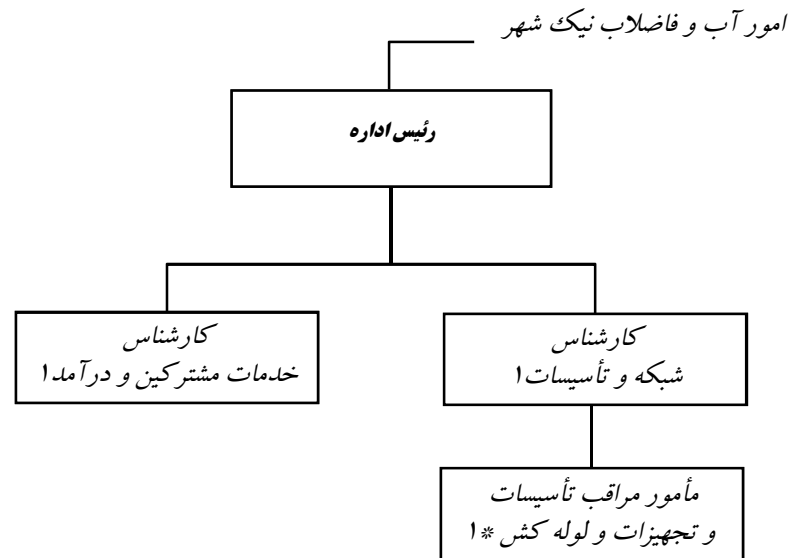 امور آب و فاضلاب نیک شهر
رئیس اداره
کارشناس
شبکه و تأسیسات۱
کارشناس
خدمات مشترکین و درآمد۱
مأمور مراقب تأسیسات
و تجهیزات و لوله کش *۱